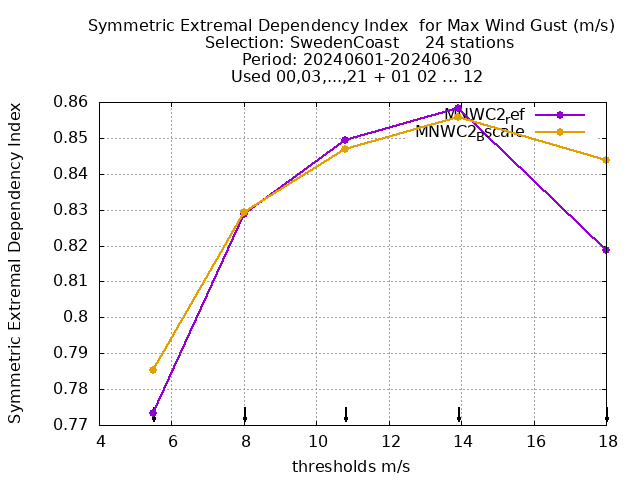 Symmetric Extremal Dependency Index for Max Wind Gust (m/s)
Selection: SwedenCoast 24 stations
Period: 20240601-20240630
Used 00,03,...,21 + 01 02 ... 12
Symmetric Extremal Dependency Index
0.86
0.85
0.84
0.83
0.82
0.81
0.8
0.79
0.78
0.77
MNWC2ref
MNWC2Bscale
4 6 8 10 12 14 16 18
thresholds m/s